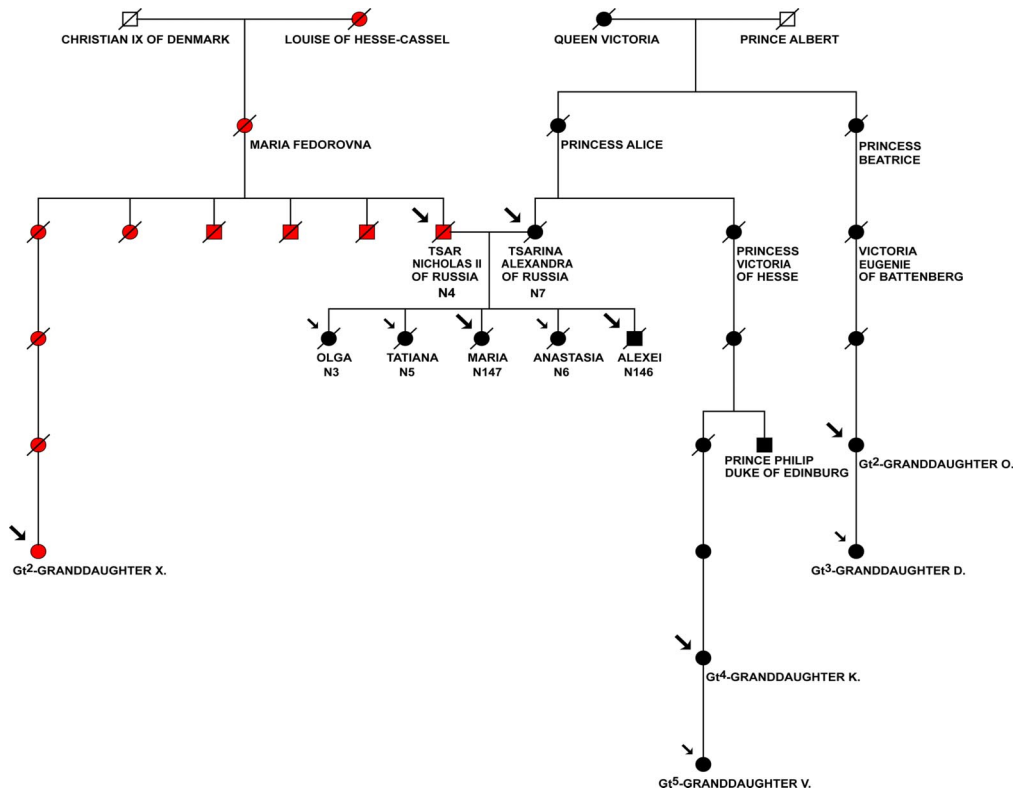 CHRISTIAN IX OF DENMARK
LOUISE OF HESSE-CASSEL
QUEEN VICTORIA
PRINCE ALBERT
MARIA FEDOROVNA
PRINCESS ALICE
PRINCESS
BEATRICE
TSAR
NICHOLAS II
OF RUSSIA
N4
TSARINA
ALEXANDRA
OF RUSSIA
N7
PRINCESS
VICTORIA
OF HESSE
VICTORIA
EUGENIE
OF BATTENBERG
OLGA
N3
TATIANA
N5
MARIA
N147
ANASTASIA
N6
ALEXEI
N146
PRINCE PHILIP
DUKE OF EDINBURG
Gt²-GRANDDAUGHTER O.
Gt²-GRANDDAUGHTER X.
Gt³-GRANDDAUGHTER D.
Gt⁴-GRANDDAUGHTER K.
Gt⁵-GRANDDAUGHTER V.